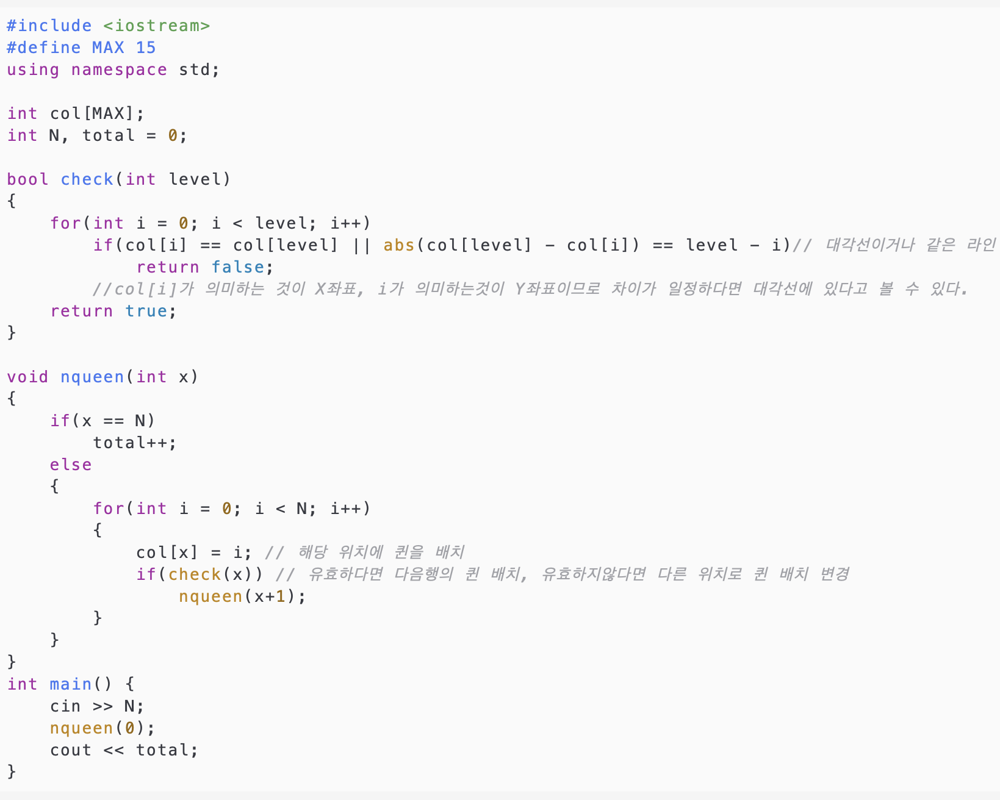 #include <iostream>
#define MAX 15
using namespace std;

int col[MAX];
int N, total = 0;

bool check(int level)
{
    for(int i = 0; i < level; i++)
        if(col[i] == col[level] || abs(col[level] - col[i]) == level - i)// 대각선이거나 같은 라인
            return false;
        //col[i]가 의미하는 것이 X좌표, i가 의미하는것이 Y좌표이므로 차이가 일정하다면 대각선에 있다고 볼 수 있다.
    return true;
}

void nqueen(int x)
{
    if(x == N)
        total++;
    else
    {
        for(int i = 0; i < N; i++)
        {
            col[x] = i; // 해당 위치에 퀸을 배치
            if(check(x)) // 유효하다면 다음행의 퀸 배치, 유효하지않다면 다른 위치로 퀸 배치 변경
                nqueen(x+1);
        }
    }
}
int main() {
    cin >> N;
    nqueen(0);
    cout << total;
}